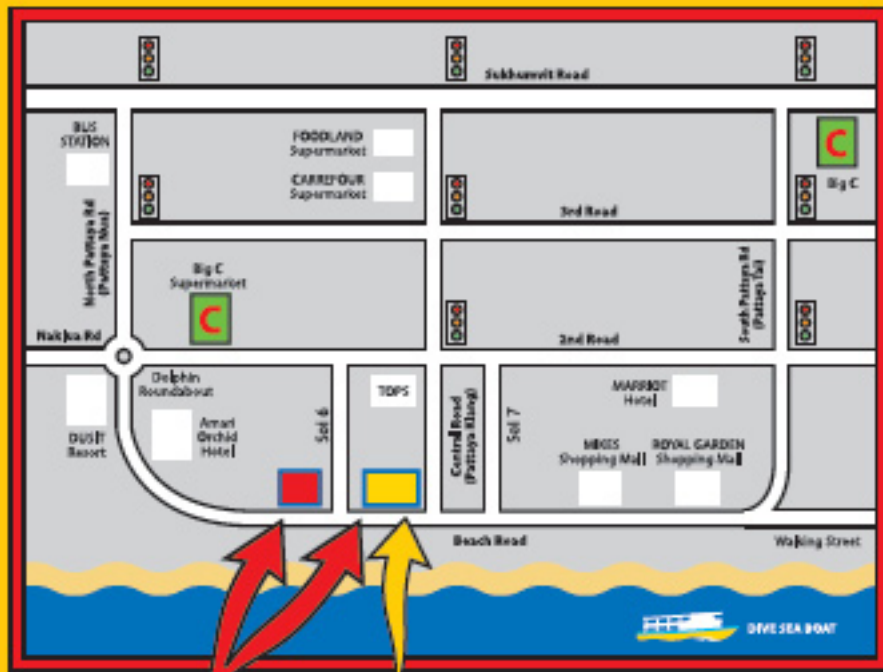 Sukhumvit Road
BUS
STATION
FOODLAND
Supermarket
CARREFOUR
Supermarket
C
Big C
North Pattaya Rd
(Pattaya Nua)
3rd Road
Big C
Supermarket
C
South Pattaya Rd
(Pattaya Tai)
Naklua Rd
2nd Road
Dolphin
Roundabout
DUSIT
Resort
Amari
Orchid
Hotel
Soi 6
TOPS
Central Road
(Pattaya Klang)
Soi 7
MARRIOT
Hotel
MIKES
Shopping Mall
ROYAL GARDEN
Shopping Mall
Beach Road
Walking Street
DIVE SEA BOAT